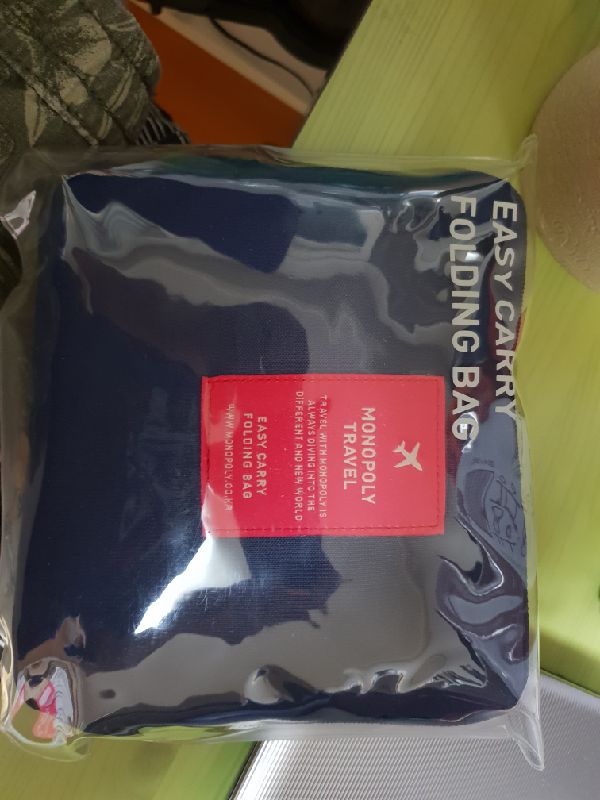 EASY CARRY
FOLDING BAG
MONOPOLY
TRAVEL
TRAVEL WITH MONOPOLY IS
ALWAYS DIVING INTO THE
DIFFERENT AND NEW WORLD
EASY CARRY
FOLDING BAG
WWW.MONOPOLY.CO.KR